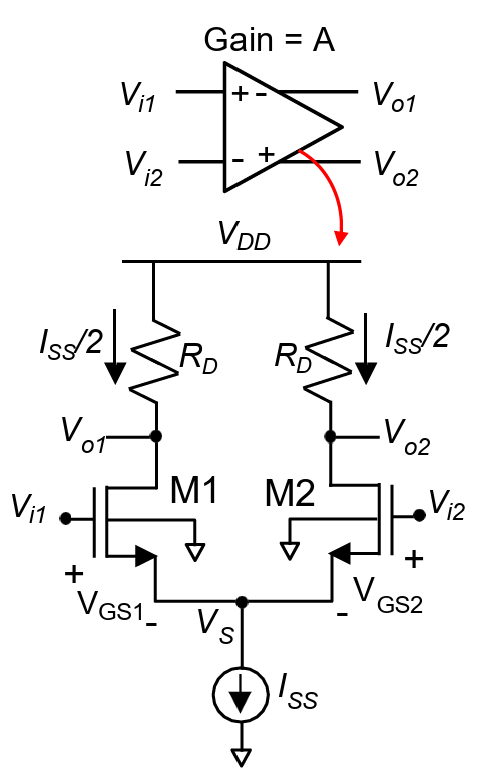 Gain = A
Vi1 + - Vo1
Vi2 - + Vo2
VDD
ISS/2 RD RD ISS/2
Vo1 Vo2
M1 M2
Vi1 Vi2
+ +
VGS1 - VS - VGS2
ISS